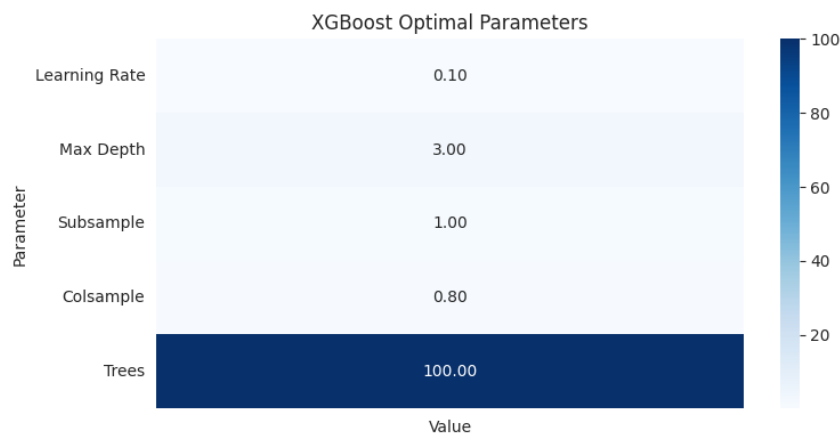 XGBoost Optimal Parameters
Parameter
Learning Rate 0.10
Max Depth 3.00
Subsample 1.00
Colsample 0.80
Trees 100.00
Value
100
80
60
40
20